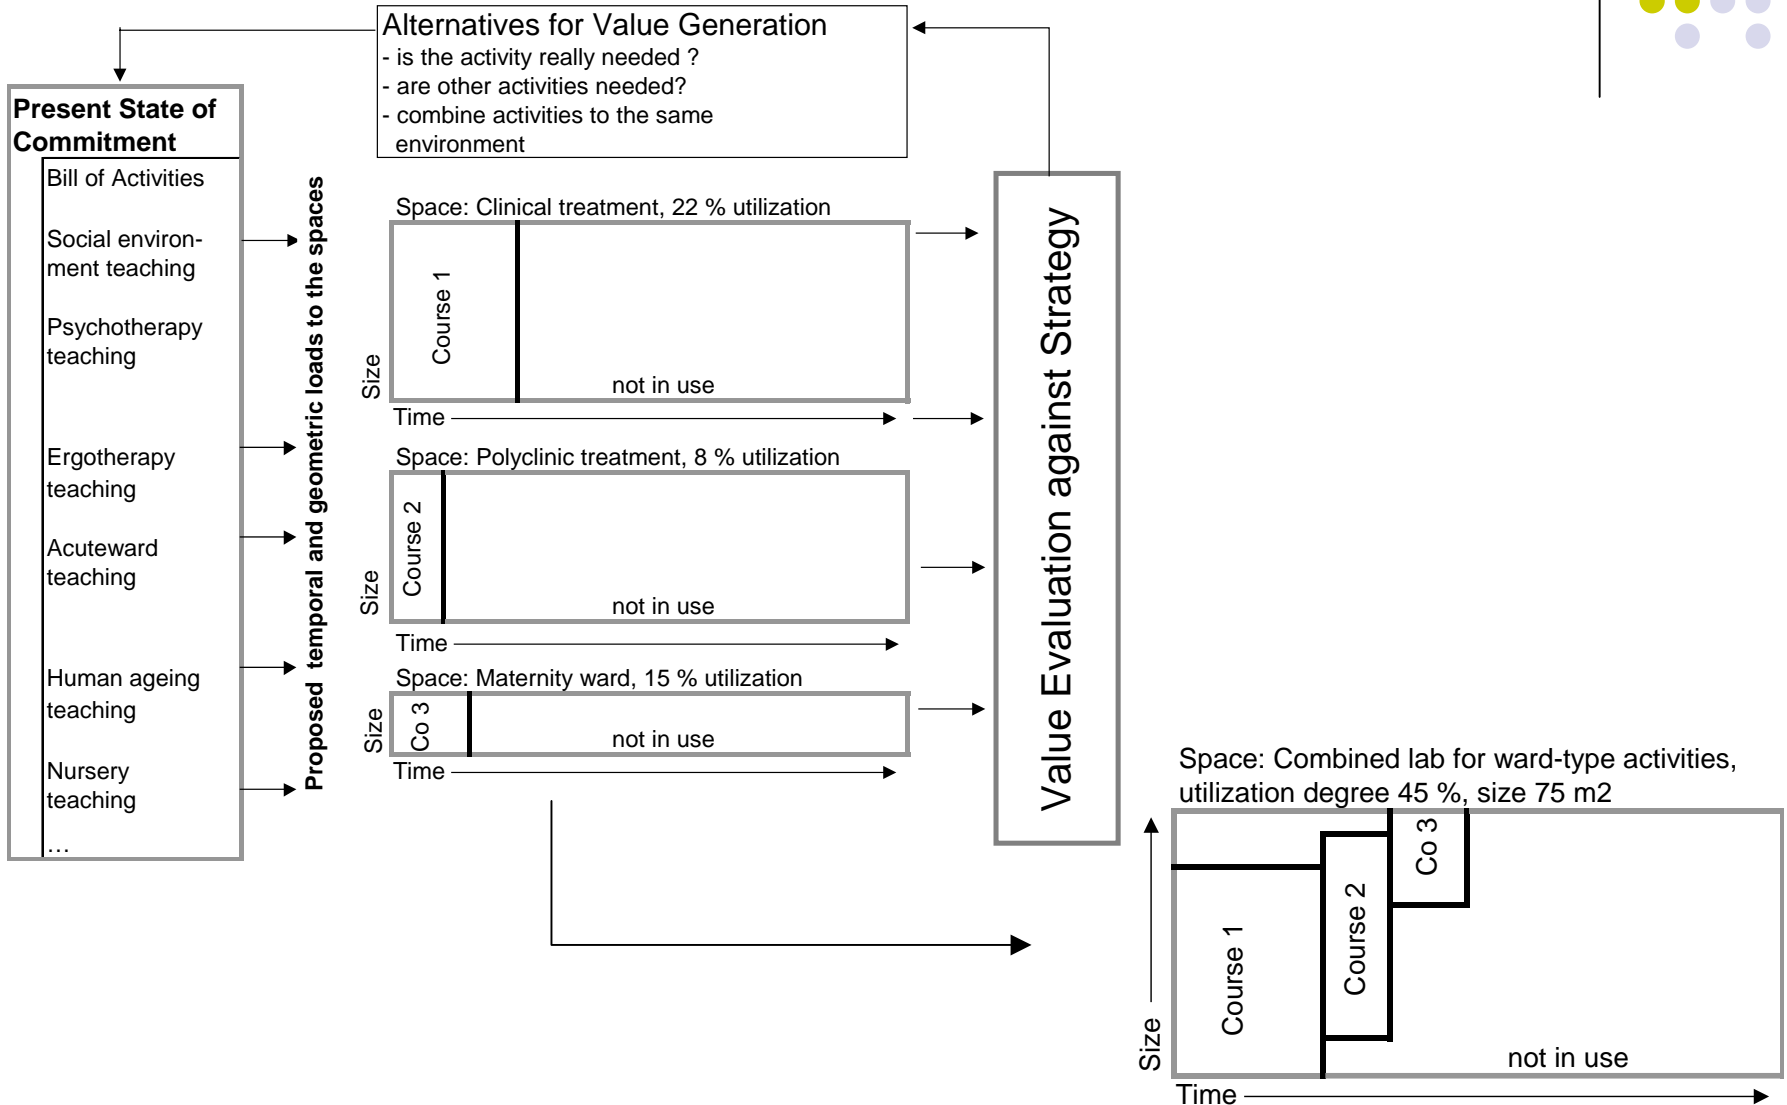 Alternatives for Value Generation
- is the activity really needed ?
- are other activities needed?
- combine activities to the same
environment
Present State of
Commitment
Bill of Activities
Social environ-
ment teaching
Psychotherapy
teaching
Ergotherapy
teaching
Acuteward
teaching
Human ageing
teaching
Nursery
teaching
…
Proposed temporal and geometric loads to the spaces
Space: Clinical treatment, 22 % utilization
Size
Course 1
not in use
Time
Space: Polyclinic treatment, 8 % utilization
Size
Course 2
not in use
Time
Space: Maternity ward, 15 % utilization
Size
Co 3
not in use
Time
Value Evaluation against Strategy
Space: Combined lab for ward-type activities,
utilization degree 45 %, size 75 m2
Size
Course 1
Course 2
Co 3
not in use
Time